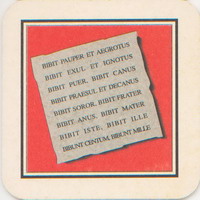 BIBIT PAUPER ET AEGROTUS
BIBIT EXUL ET IGNOTUS
BIBIT PUER, BIBIT CANUS
BIBIT PRAESUL ET DECANUS
BIBIT SOROR, BIBIT FRATER
BIBIT ANUS, BIBIT MATER
BIBIT ISTE, BIBIT ILLE
BIBUNT CENTUM, BIBUNT MILLE